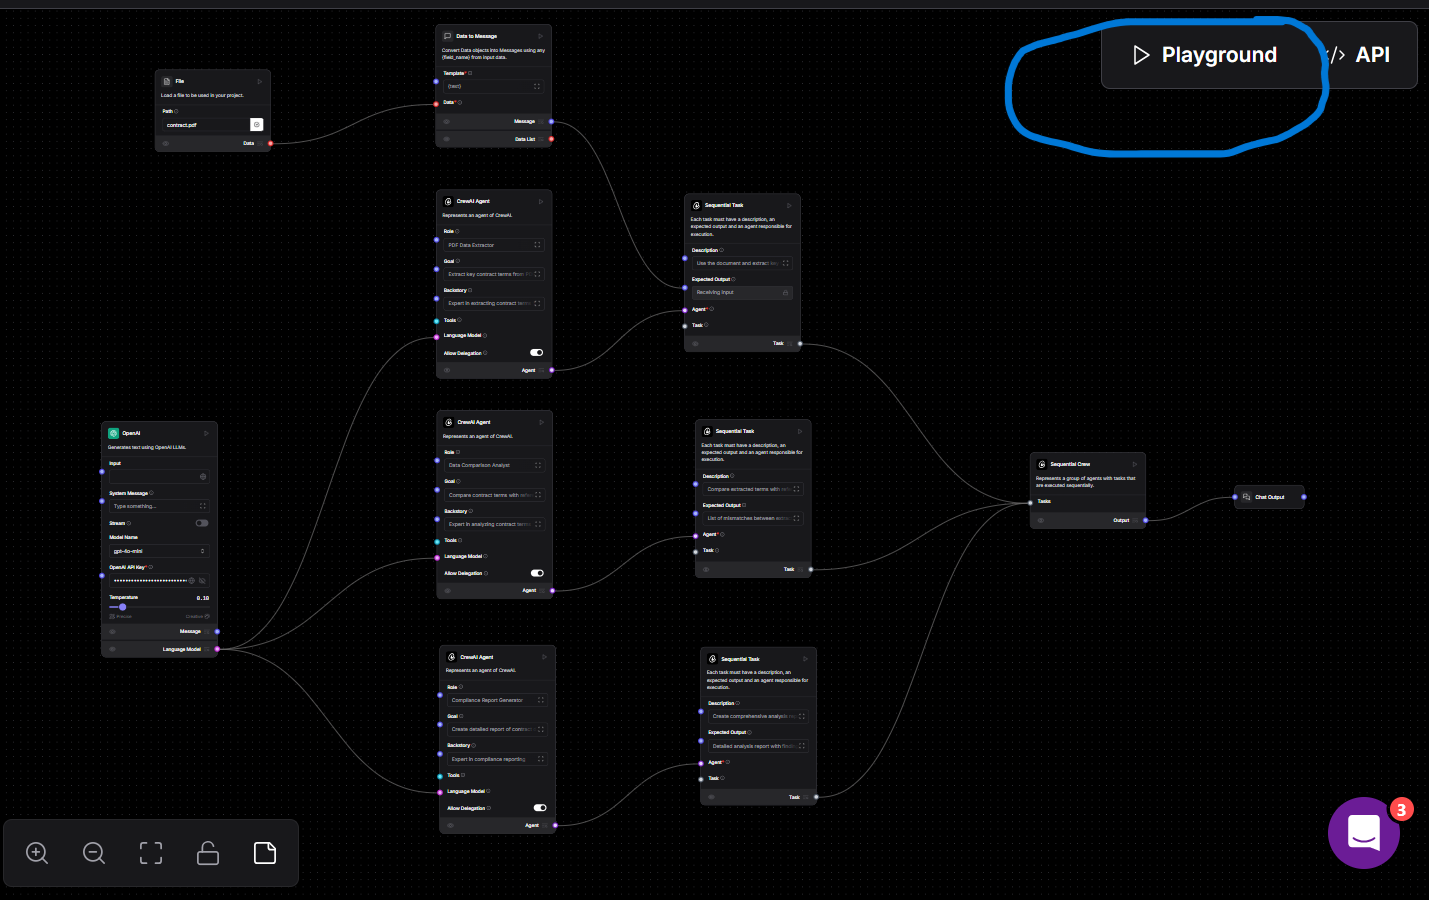 Playground
API
File
Load a file to be used in your project.
Path
contract.pdf
Data
Data to Message
Convert Data objects into Messages using any
{field_name} from input data.
Template*
{text}
Data*
Message
Data List
CrewAI Agent
Represents an agent of CrewAI.
Role
PDF Data Extractor
Goal
Extract key contract terms from
Backstory
Expert in extracting contract terms
Tools
Language Model
Allow Delegation
Agent
Sequential Task
Each task must have a description, an
expected output and an agent responsible for
execution.
Description
Use the document and extract key
Expected Output
Receiving input
Agent*
Task
Task
OpenAI
Generates text using OpenAI LLMs.
Input
System Message
Type something...
Stream
Model Name
gpt-4o-mini
OpenAI API Key*
Temperature
0.10
Precise
Creative
Message
Language Model
CrewAI Agent
Represents an agent of CrewAI.
Role
Data Comparison Analyst
Goal
Compare contract terms with
Backstory
Expert in analyzing contract terms
Tools
Language Model
Allow Delegation
Agent
Sequential Task
Each task must have a description, an
expected output and an agent responsible for
execution.
Description
Compare extracted terms with
Expected Output
List of mismatches between
Agent*
Task
Task
Sequential Crew
Represents a group of agents with tasks that
are executed sequentially.
Tasks
Output
Chat Output
CrewAI Agent
Represents an agent of CrewAI.
Role
Compliance Report Generator
Goal
Create detailed report of
Backstory
Expert in compliance reporting
Tools
Language Model
Allow Delegation
Agent
Sequential Task
Each task must have a description, an
expected output and an agent responsible for
execution.
Description
Create comprehensive analysis
Expected Output
Detailed analysis report with
Agent*
Task
Task
3